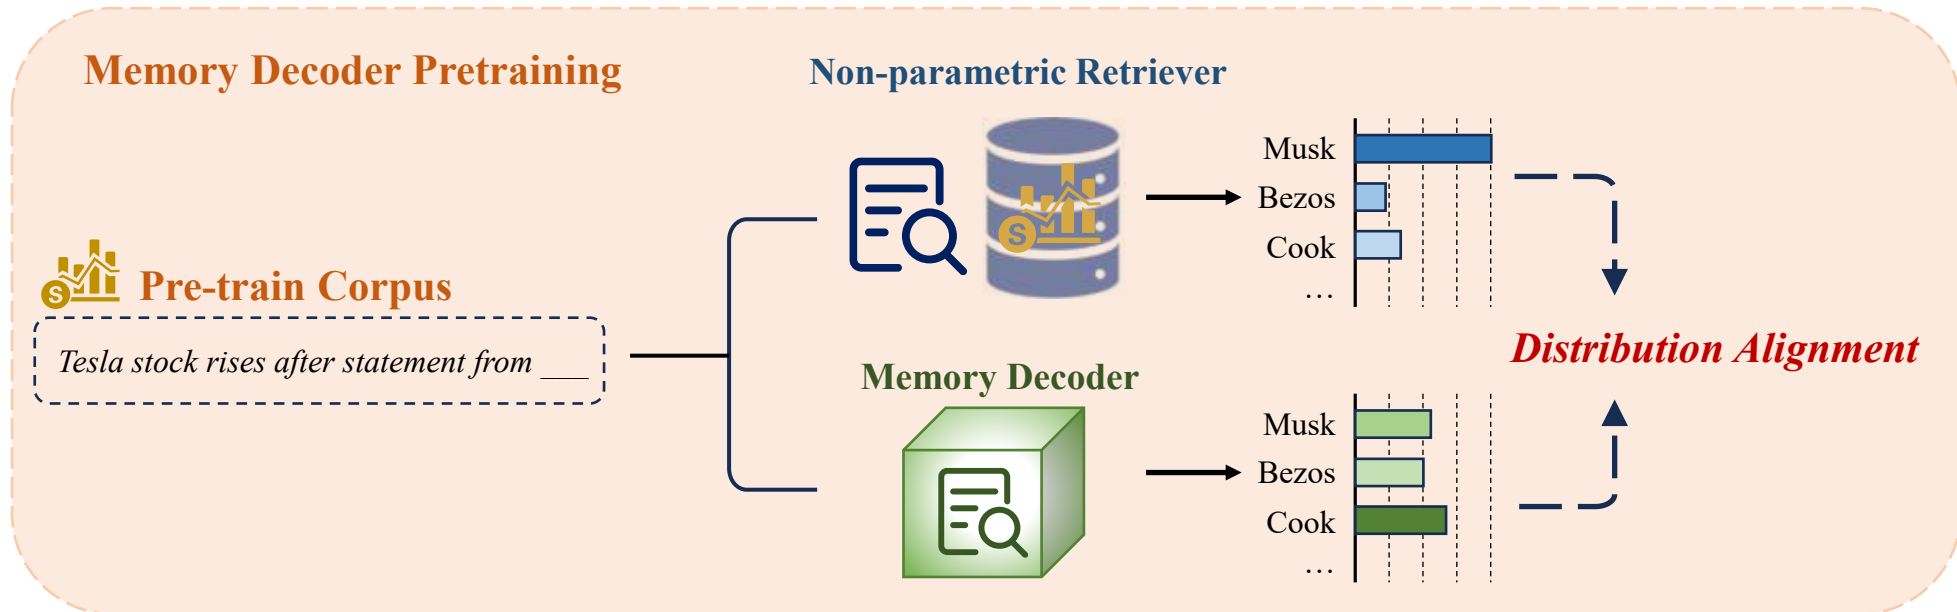 Memory Decoder Pretraining
Non-parametric Retriever
Musk
Bezos
Cook
…
S
S
Pre-train Corpus
Tesla stock rises after statement from ___
Distribution Alignment
Memory Decoder
Musk
Bezos
Cook
…